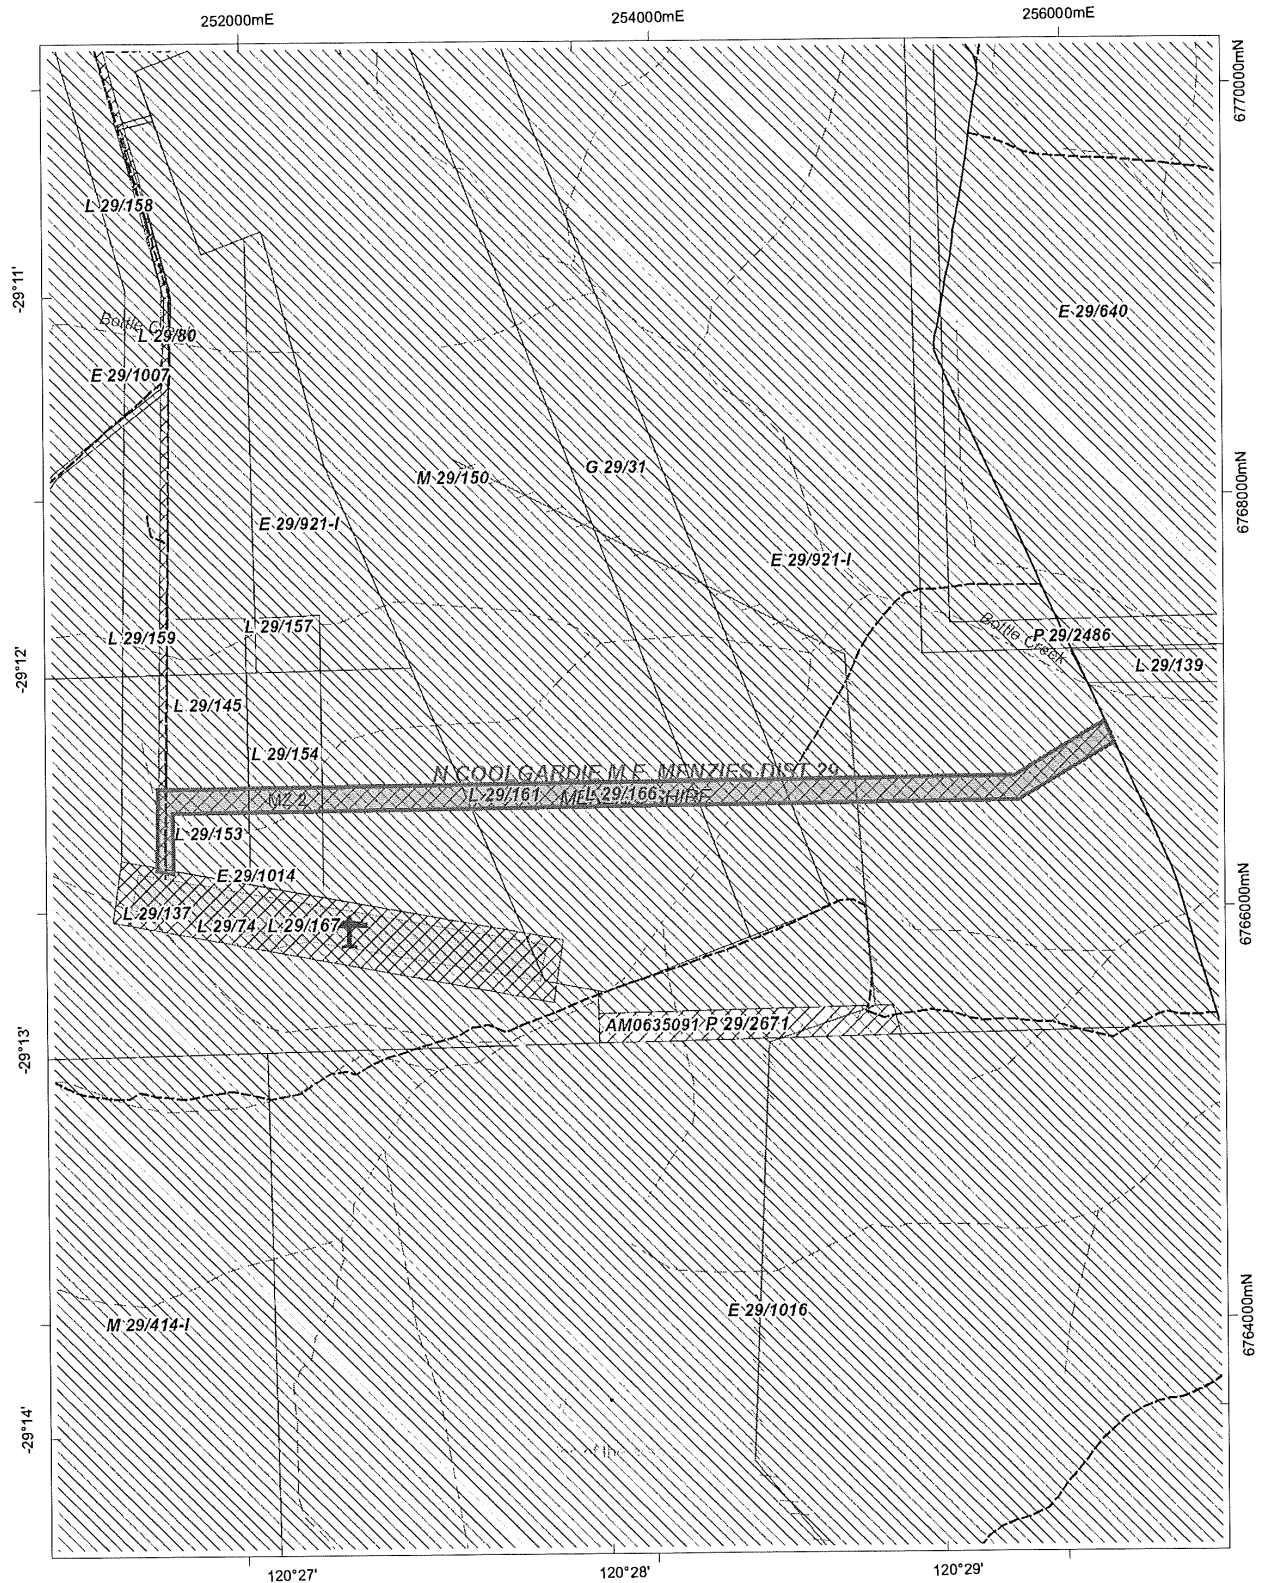 252000mE
254000mE
256000mE
6770000mN
L 29/158
-29°11'
Bottle
L 29/80
E 29/640
E 29/1007
G 29/31
M 29/150
6768000mN
E 29/921-I
E 29/921-I
Bottle Creek
L 29/157
P 29/2486
L 29/159
-29°12'
L 29/139
L 29/145
L 29/154
N COOLGARDIE M.F. MENZIES DIST 29
MZ 2
L 29/161
L 29/166
L 29/153
E 29/1014
L 29/137
L 29/74
L 29/167
6766000mN
AM0635091
P 29/2671
-29°13'
E 29/1016
M 29/414-I
6764000mN
-29°14'
of the
120°27'
120°28'
120°29'